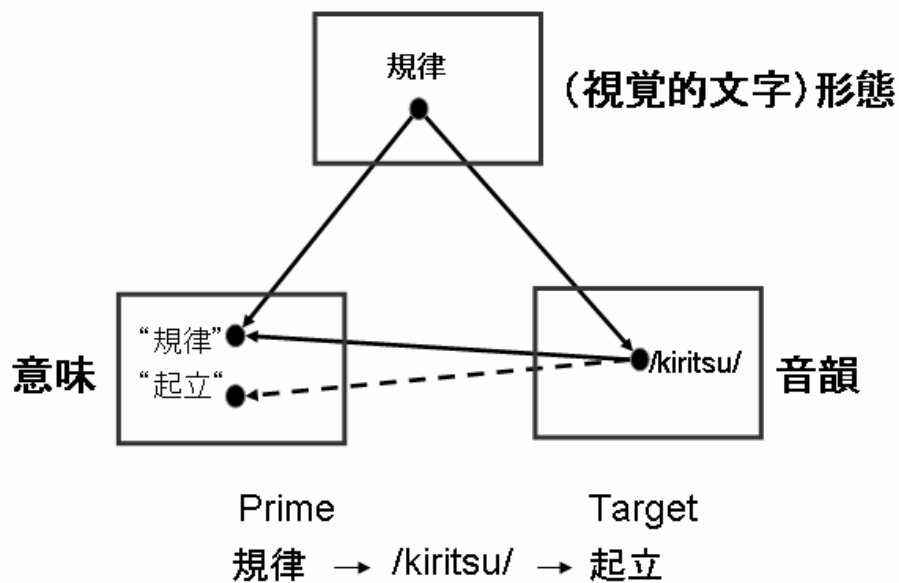 規律
(視覚的文字)形態
“規律”
“起立“
意味
/kiritsu/
音韻
Prime
Target
規律 → /kiritsu/ → 起立